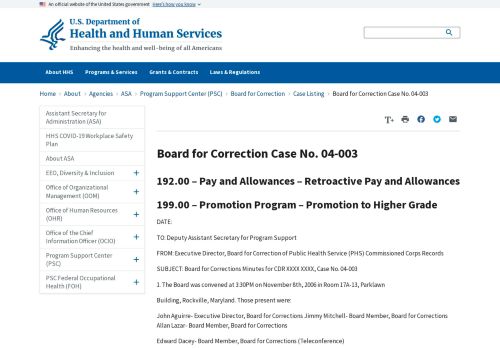 An official website of the United States government Here's how you know
U.S. Department of
Health and Human Services
Enhancing the health and well-being of all Americans
About HHS Programs & Services Grants & Contracts Laws & Regulations
Home › About › Agencies › ASA › Program Support Center (PSC) › Board for Correction › Case Listing › Board for Correction Case No. 04-003
Assistant Secretary for
Administration (ASA)
HHS COVID-19 Workplace Safety
Plan
About ASA
EEO, Diversity & Inclusion +
Office of Organizational
Management (OOM) +
Office of Human Resources
(OHR) +
Office of the Chief
Information Officer (OCIO) +
Program Support Center
(PSC) +
PSC Federal Occupational
Health (FOH) +
T+
Board for Correction Case No. 04-003
192.00 – Pay and Allowances – Retroactive Pay and Allowances
199.00 – Promotion Program – Promotion to Higher Grade
DATE:
TO: Deputy Assistant Secretary for Program Support
FROM: Executive Director, Board for Correction of Public Health Service (PHS) Commissioned Corps Records
SUBJECT: Board for Corrections Minutes for CDR XXXX XXXX, Case No. 04-003
1. The Board was convened at 3:30PM on November 8th, 2006 in Room 17A-13, Parklawn
Building, Rockville, Maryland. Those present were:
John Aguirre- Executive Director, Board for Corrections Jimmy Mitchell- Board Member, Board for Corrections
Allan Lazar- Board Member, Board for Corrections
Edward Dacey- Board Member, Board for Corrections (Teleconference)